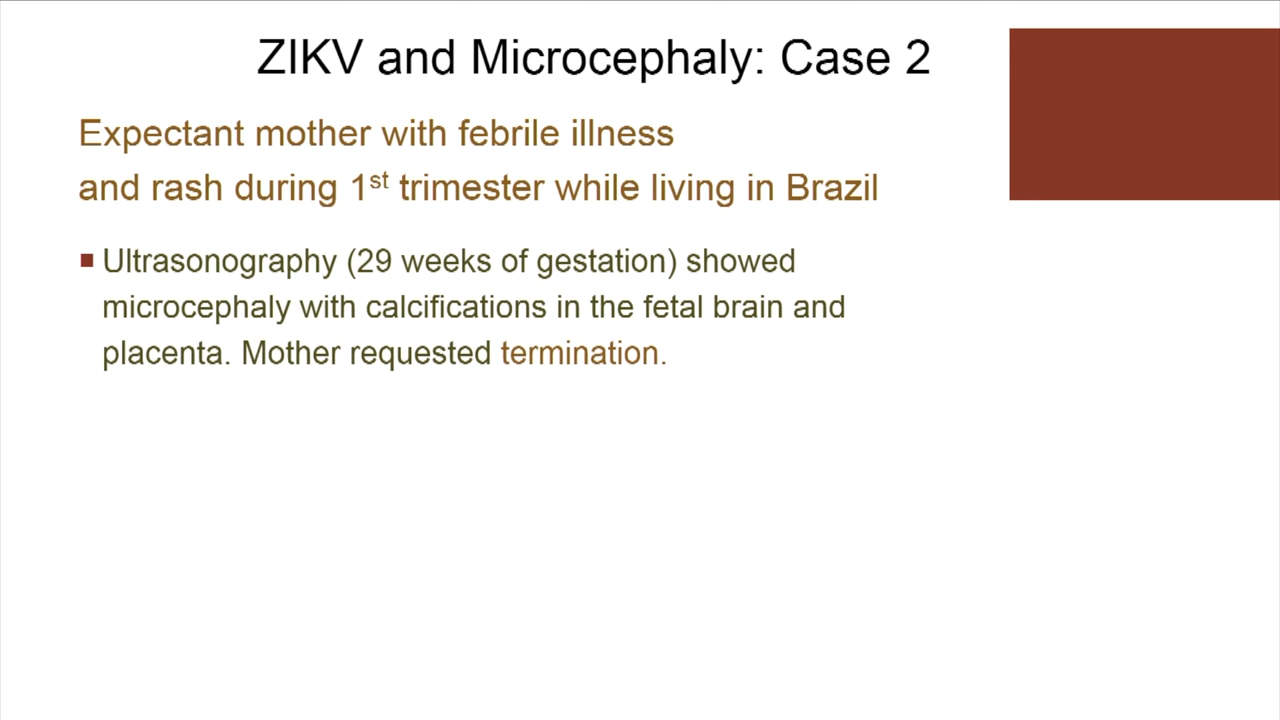 ZIKV and Microcephaly: Case 2
Expectant mother with febrile illness
and rash during 1st trimester while living in Brazil
Ultrasonography (29 weeks of gestation) showed
microcephaly with calcifications in the fetal brain and
placenta. Mother requested termination.